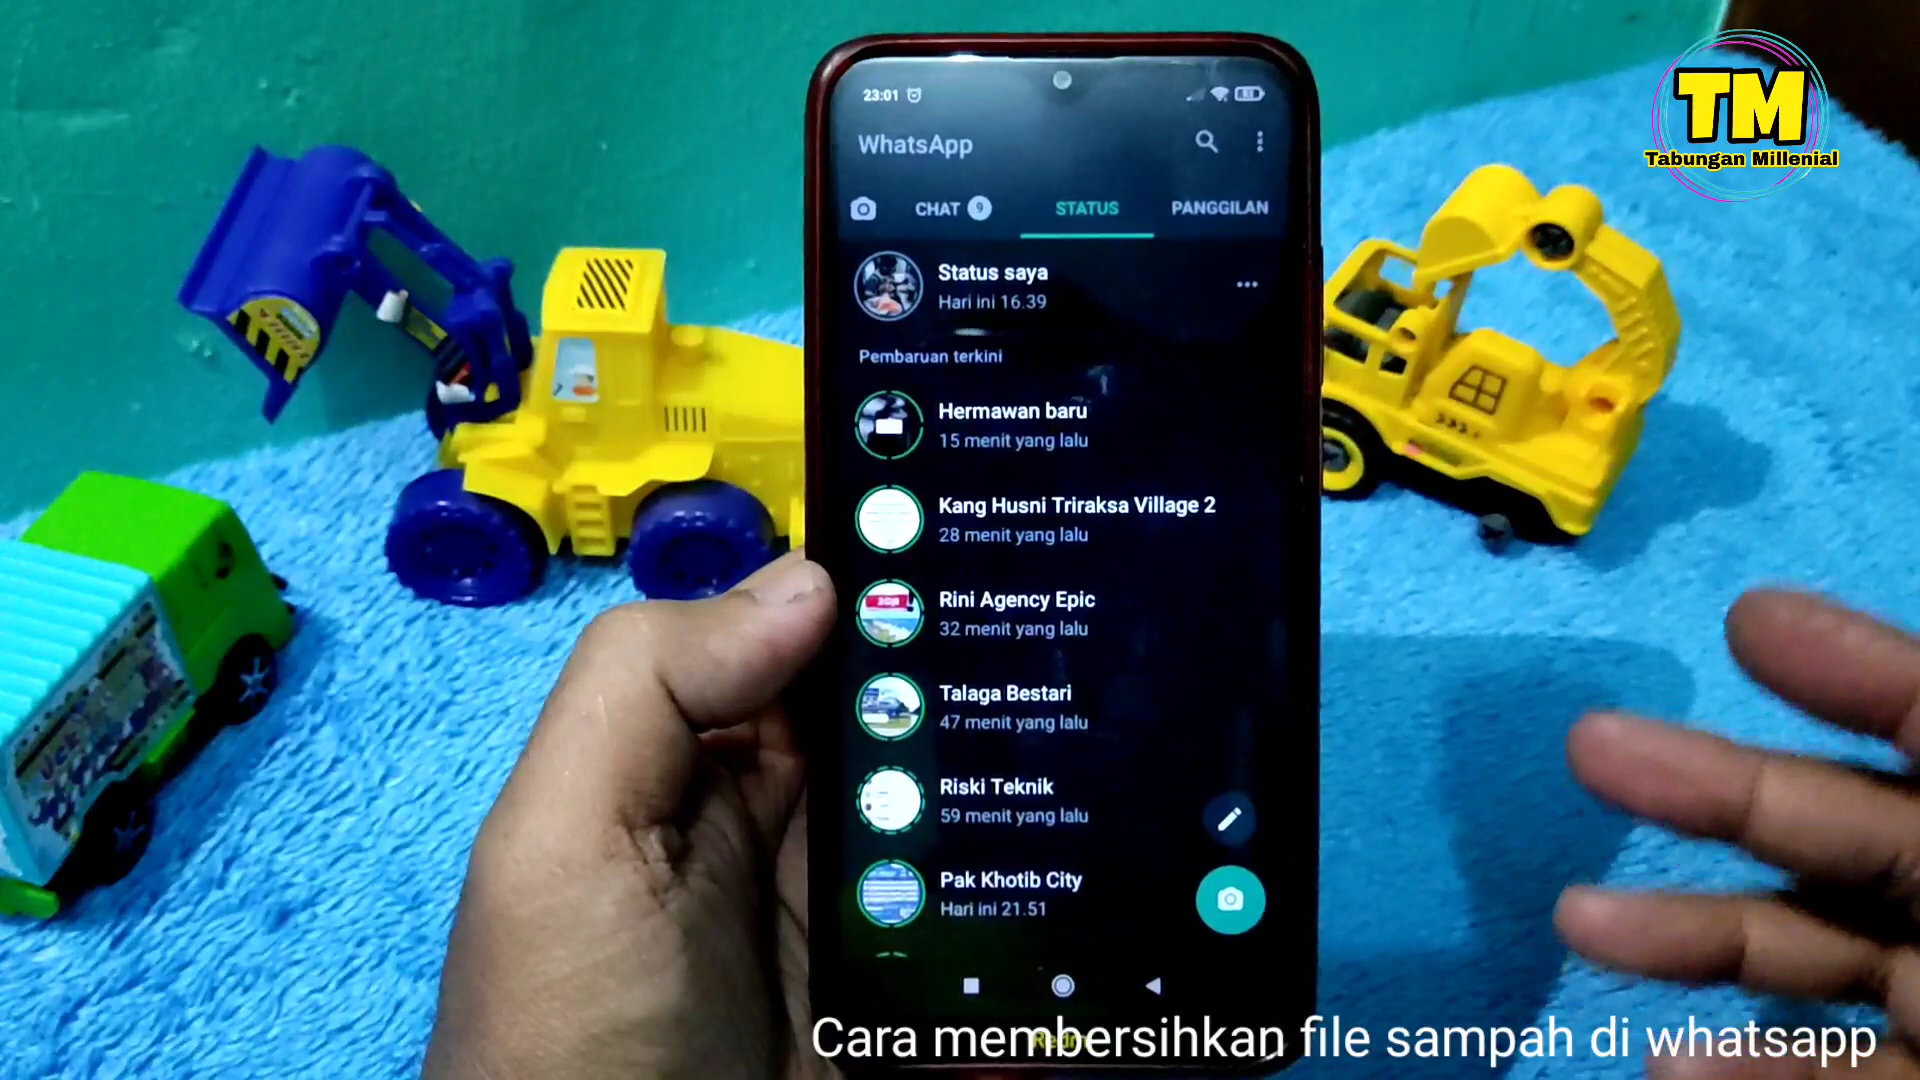 TM
Tabungan Millenial
23:01
WhatsApp
CHAT 9
STATUS
PANGGILAN
Status saya
Hari ini 16.39
Pembaruan terkini
Hermawan baru
15 menit yang lalu
Kang Husni Triraksa Village 2
28 menit yang lalu
Rini Agency Epic
32 menit yang lalu
Talaga Bestari
47 menit yang lalu
Riski Teknik
59 menit yang lalu
Pak Khotib City
Hari ini 21.51
Cara membersihkan file sampah di whatsapp